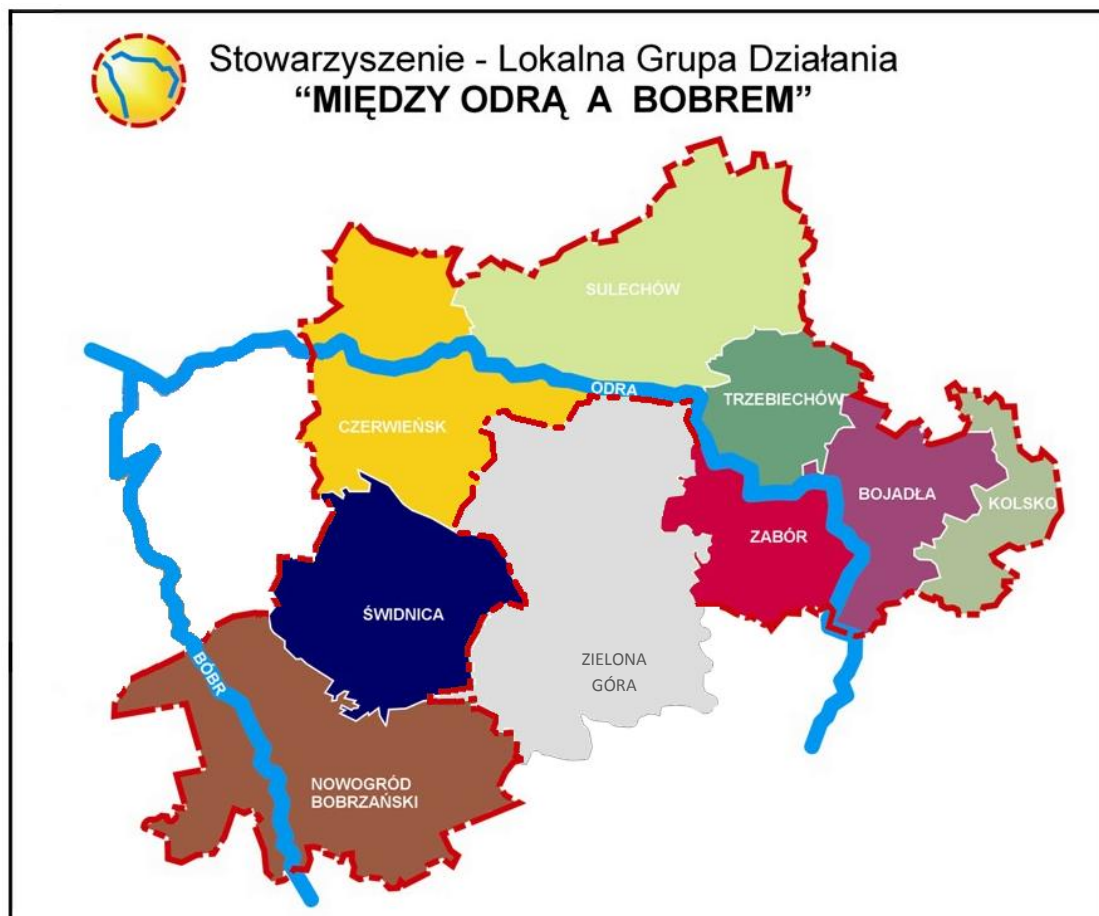 Stowarzyszenie - Lokalna Grupa Działania
“MIĘDZY ODRĄ A BOBREM”
SULECHÓW
ODRA
TRZEBIECHÓW
CZERWIEŃSK
BOJADŁA
KOLSKO
ZABÓR
ŚWIDNICA
ZIELONA
GÓRA
BÓBR
NOWOGRÓD
BOBRZAŃSKI